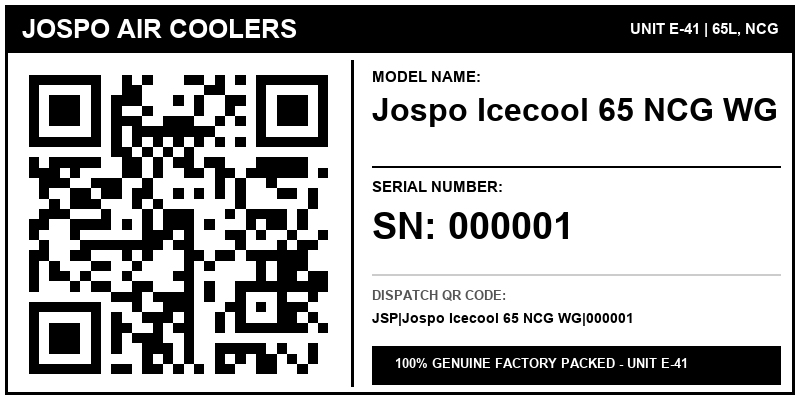 JOSPO AIR COOLERS
UNIT E-41 | 65L, NCG
MODEL NAME:
Jospo Icecool 65 NCG WG
SERIAL NUMBER:
SN: 000001
DISPATCH QR CODE:
JSP|Jospo Icecool 65 NCG WG|000001
100% GENUINE FACTORY PACKED - UNIT E-41